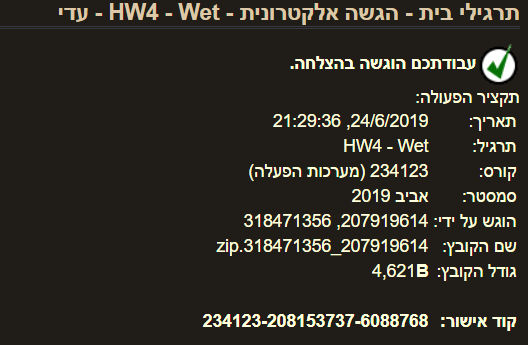 תרגילי בית - הגשה אלקטרונית - HW4 - Wet - עדי
עבודתכם הוגשה בהצלחה.
תקציר הפעולה:
תאריך: 24/6/2019, 21:29:36
תרגיל: HW4 - Wet
קורס: 234123 (מערכות הפעלה)
סמסטר: אביב 2019
הוגש על ידי: 207919614, 318471356
שם הקובץ: 207919614_318471356.zip
גודל הקובץ: 4,621B
קוד אישור: 234123-208153737-6088768